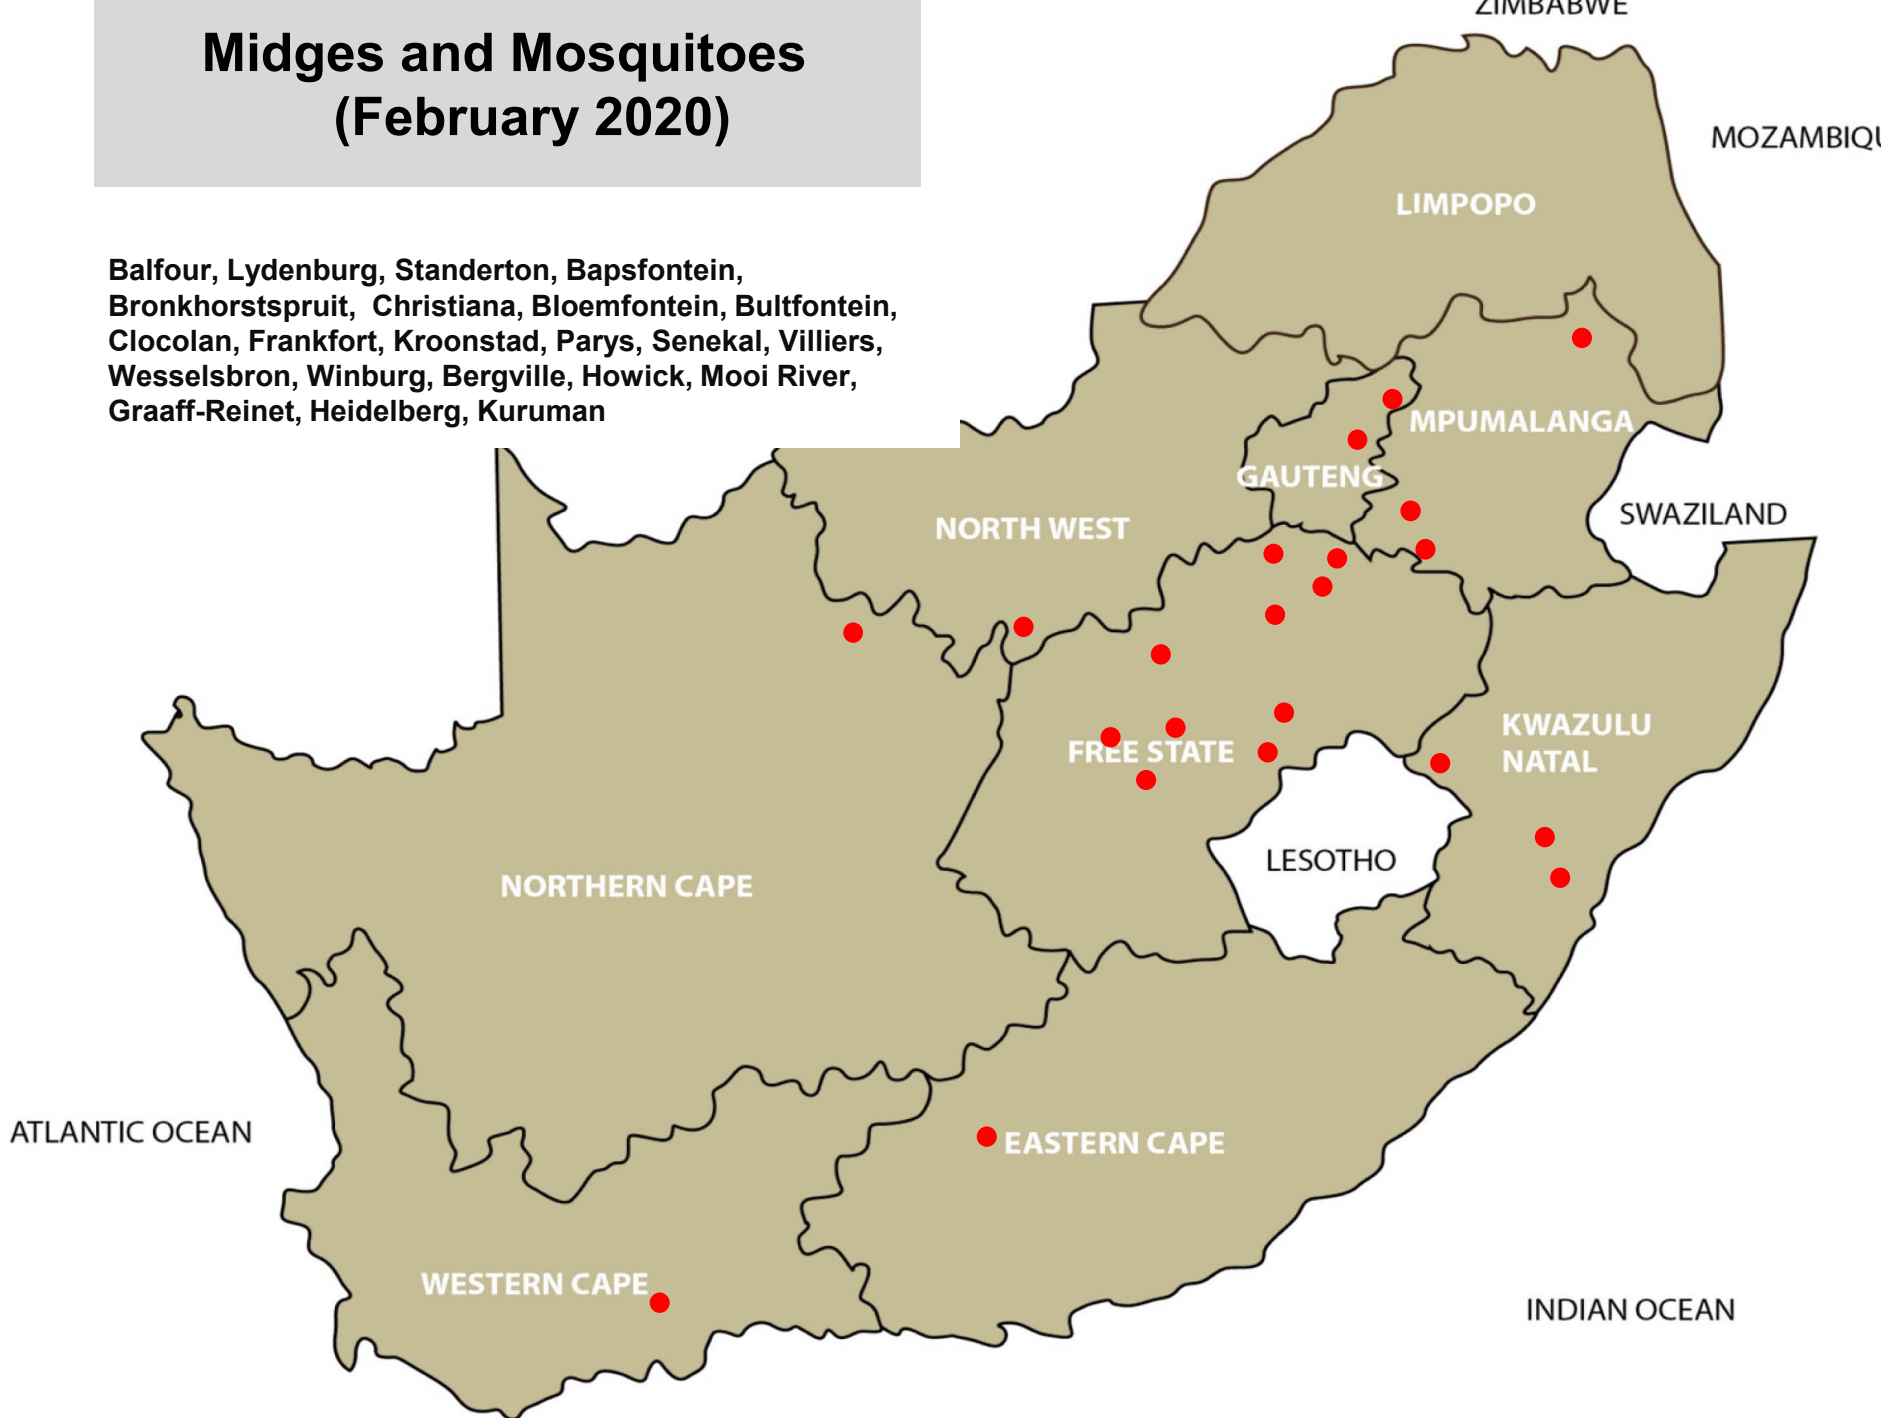 ZIMBABWE
Midges and Mosquitoes
(February 2020)
MOZAMBIQU
LIMPOPO
Balfour, Lydenburg, Standerton, Bapsfontein,
Bronkhorstspruit, Christiana, Bloemfontein, Bultfontein,
Clocolan, Frankfort, Kroonstad, Parys, Senekal, Villiers,
Wesselsbron, Winburg, Bergville, Howick, Mooi River,
Graaff-Reinet, Heidelberg, Kuruman
MPUMALANGA
GAUTENG
SWAZILAND
NORTH WEST
KWAZULU
NATAL
FREE STATE
LESOTHO
NORTHERN CAPE
ATLANTIC OCEAN
EASTERN CAPE
WESTERN CAPE
INDIAN OCEAN